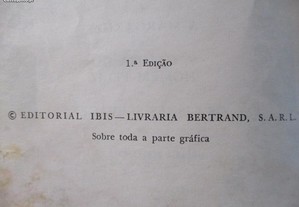 1.ª Edição
© EDITORIAL IBIS — LIVRARIA BERTRAND, S. A. R. L.
Sobre toda a parte gráfica